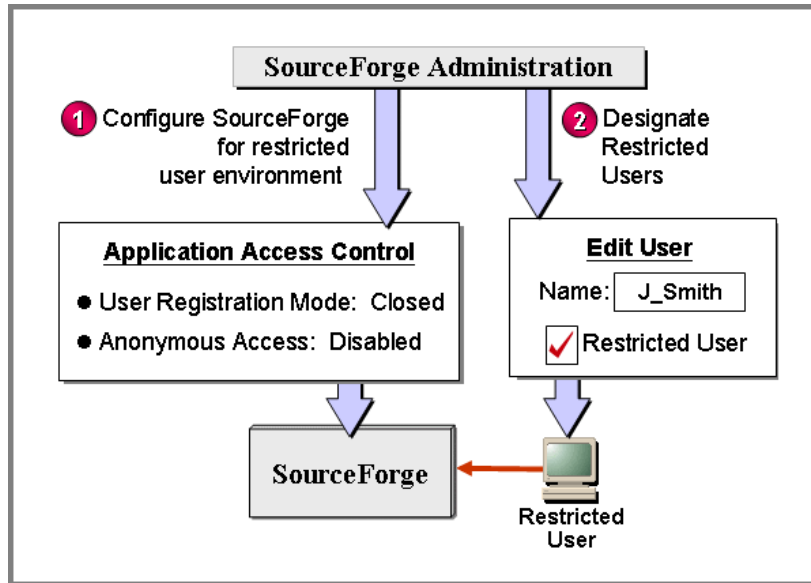 SourceForge Administration
1 Configure SourceForge
for restricted
user environment
2 Designate
Restricted
Users
Application Access Control
● User Registration Mode: Closed
● Anonymous Access: Disabled
Edit User
Name: J_Smith
Restricted User
SourceForge
Restricted
User